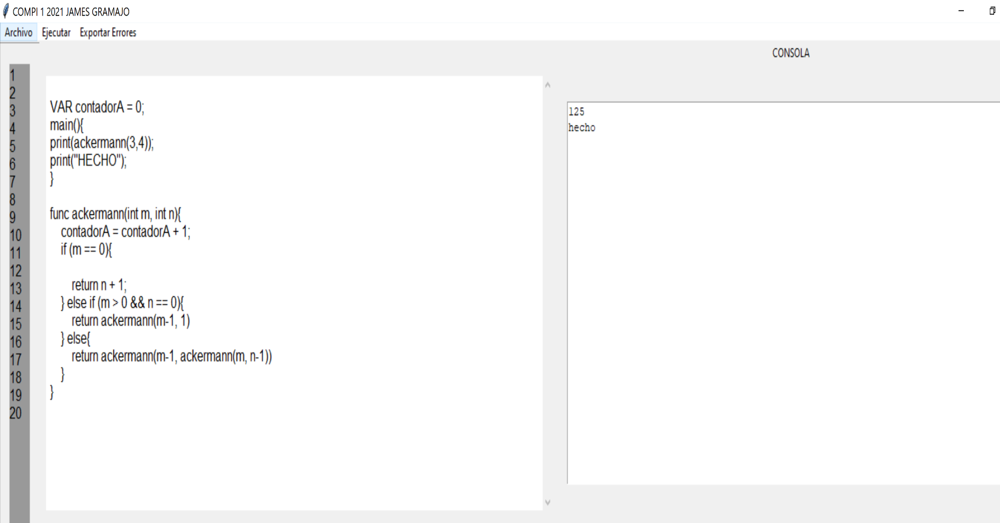 COMPI 1 2021 JAMES GRAMAJO
Archivo Ejecutar Exportar Errores
CONSOLA
1
2
3 VAR contadorA = 0;
4 main(){
5 print(ackermann(3,4));
6 print("HECHO");
7 }
8
9 func ackermann(int m, int n){
10 contadorA = contadorA + 1;
11 if (m == 0){
12
13 return n + 1;
14 } else if (m > 0 && n == 0){
15 return ackermann(m-1, 1)
16 } else{
17 return ackermann(m-1, ackermann(m, n-1))
18 }
19 }
20
125
hecho